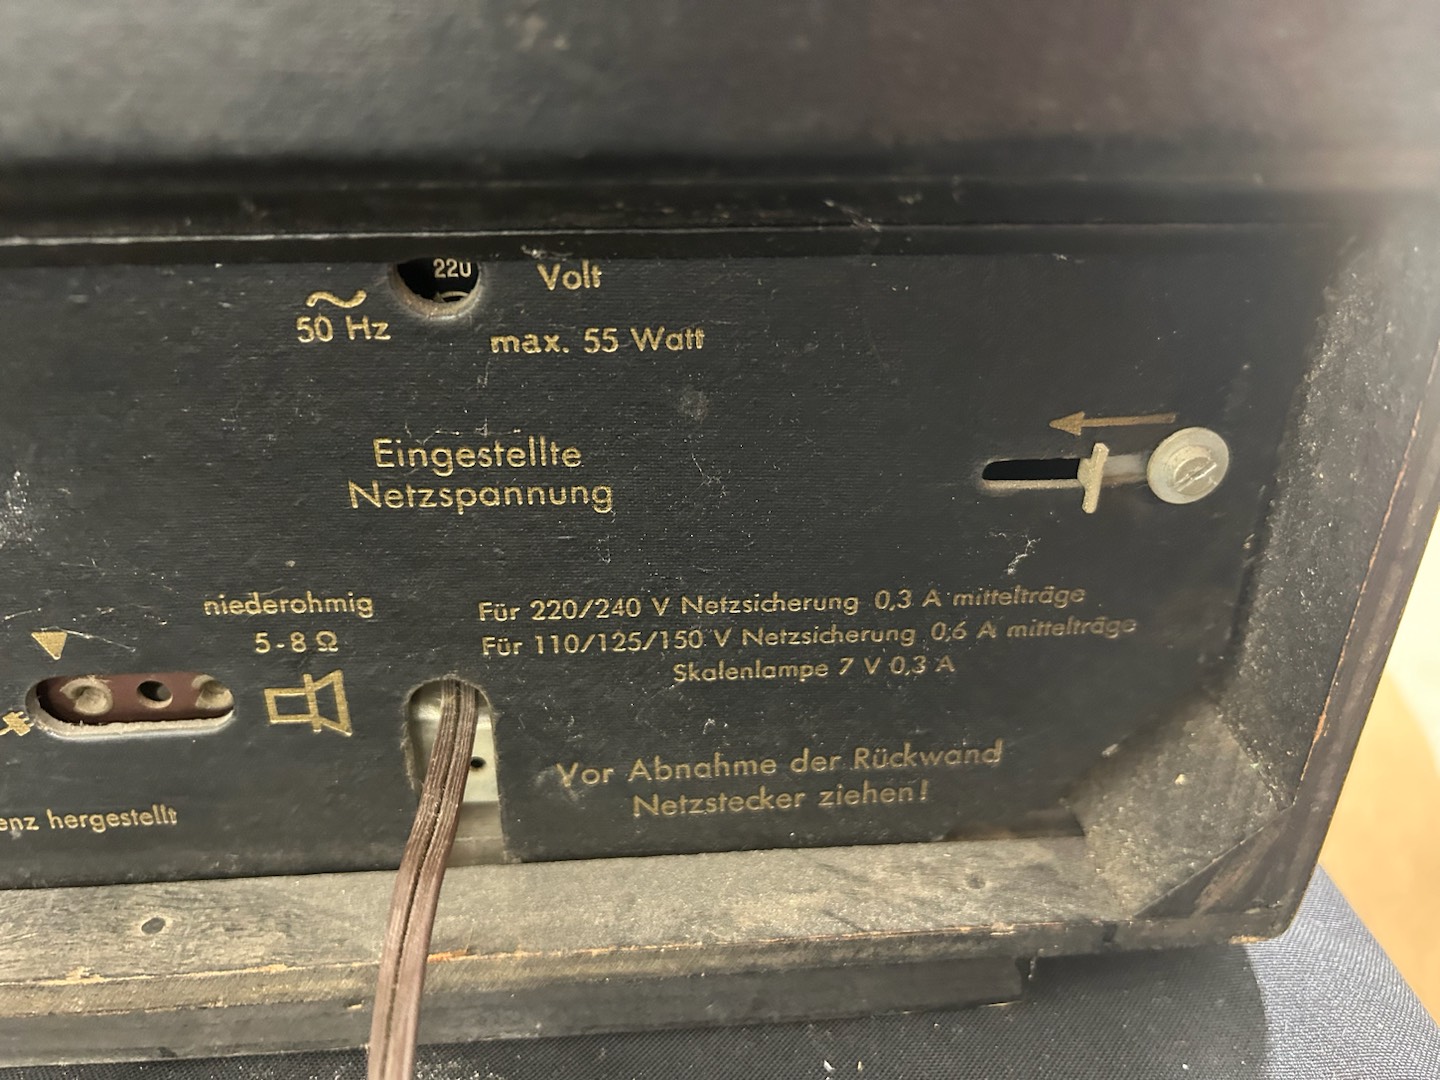 220 Volt
50 Hz
max. 55 Watt
Eingestellte
Netzspannung
niederohmig
5-8 Ω
Für 220/240 V Netzsicherung 0,3 A mittelträge
Für 110/125/150 V Netzsicherung 0,6 A mittelträge
Skalenlampe 7 V 0,3 A
Vor Abnahme der Rückwand
Netzstecker ziehen!
enz hergestellt